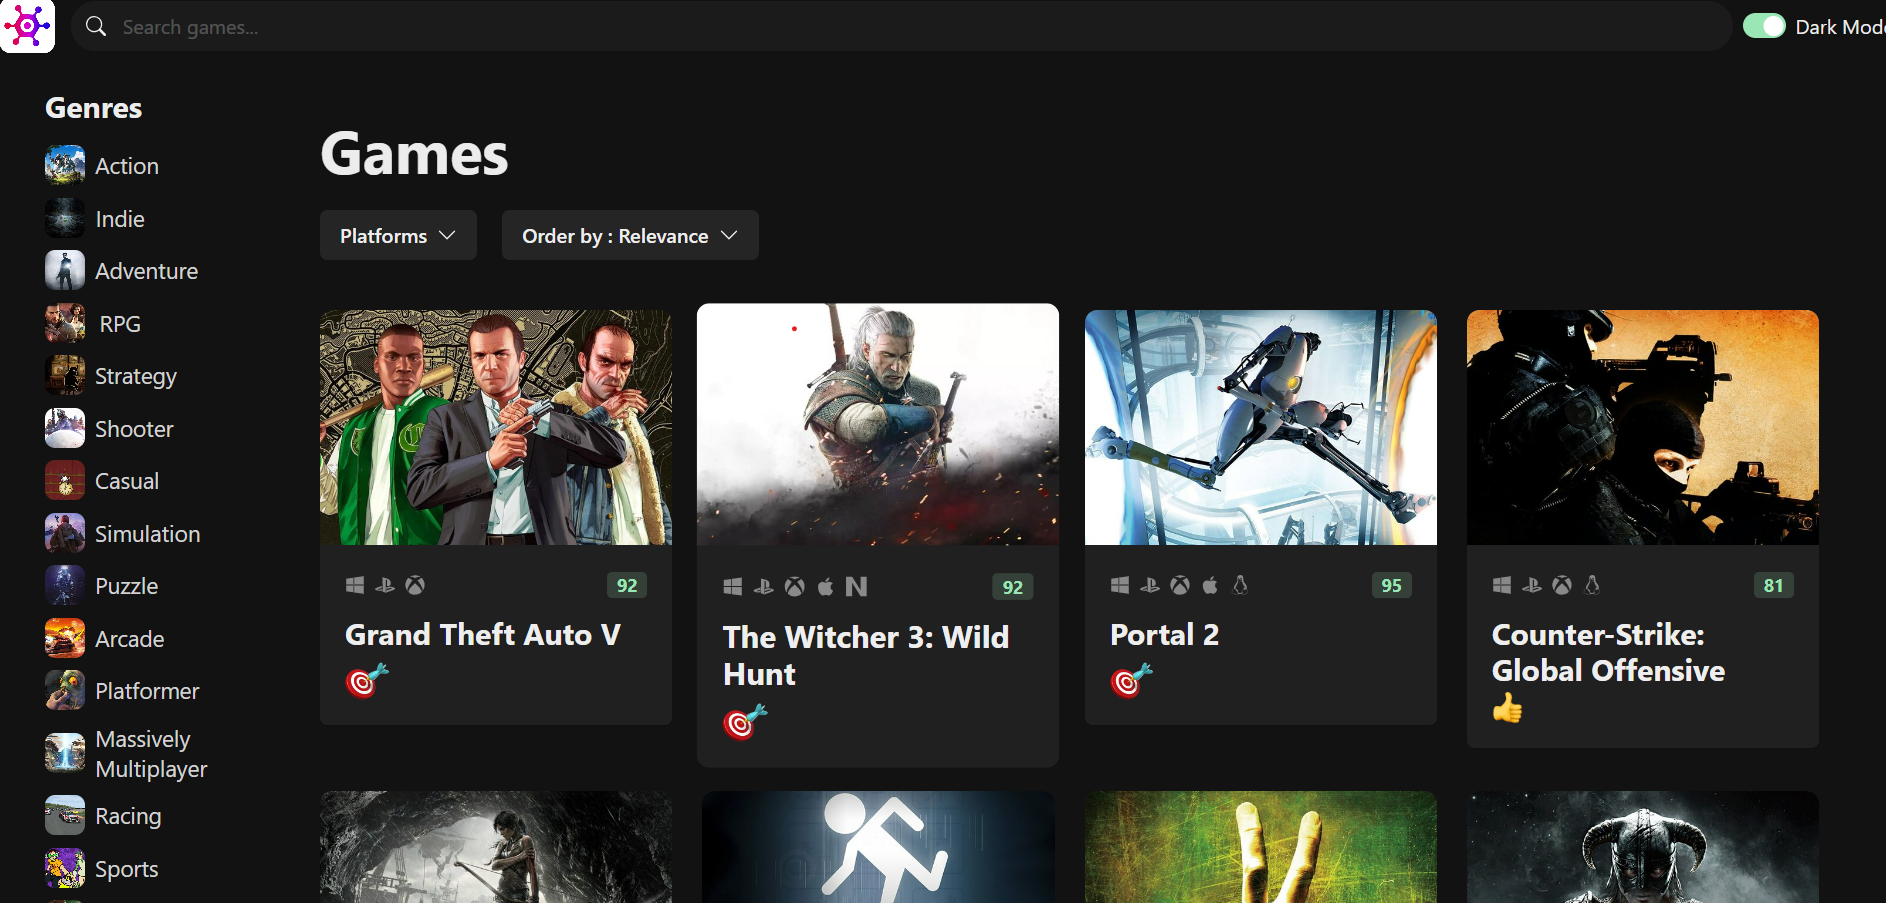 Search games...
Dark Mode
Genres
Action
Indie
Adventure
RPG
Strategy
Shooter
Casual
Simulation
Puzzle
Arcade
Platformer
Massively
Multiplayer
Racing
Sports
Games
Platforms
Order by : Relevance
92
Grand Theft Auto V
92
The Witcher 3: Wild
Hunt
95
Portal 2
81
Counter-Strike:
Global Offensive